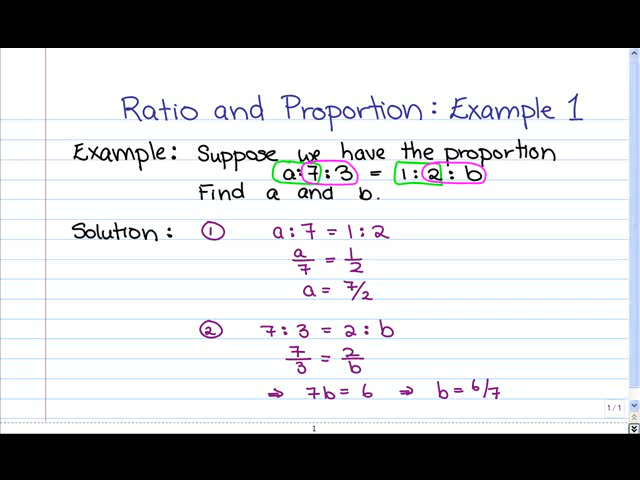 Ratio and Proportion: Example 1
Example: Suppose we have the proportion
a:7:3 = 1:2:b
Find a and b.
Solution: ① a:7 = 1:2
a/7 = 1/2
a = 7/2
② 7:3 = 2:b
7/3 = 2/b
⇒ 7b = 6 ⇒ b = 6/7
1/1
1